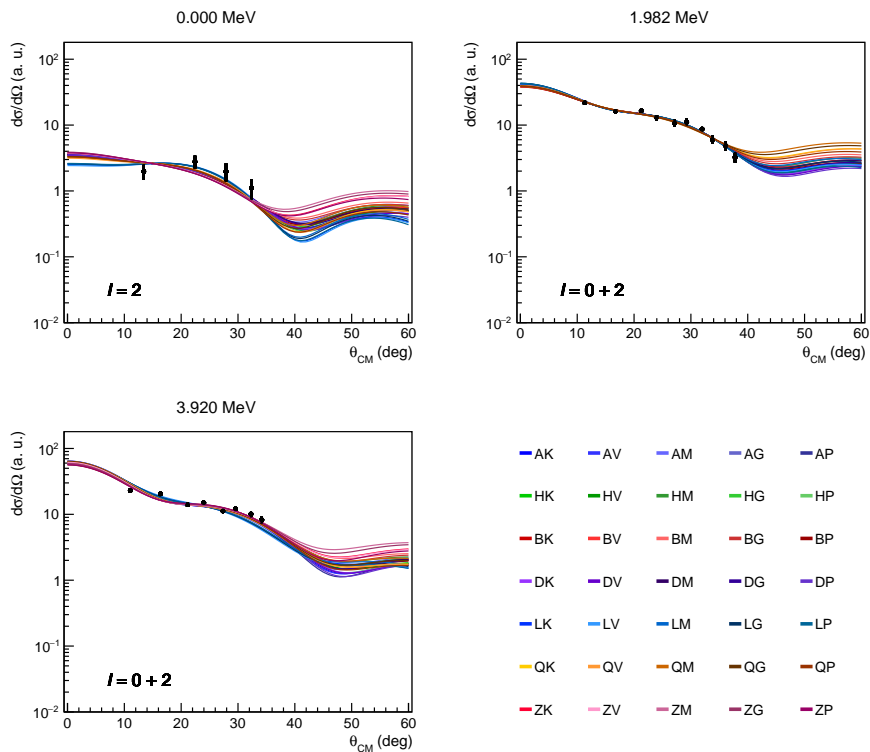 0.000 MeV
dσ/dΩ (a. u.)
10²
10
1
10⁻¹
10⁻²
l = 2
0 10 20 30 40 50 60
θCM (deg)
1.982 MeV
dσ/dΩ (a. u.)
10²
10
1
10⁻¹
10⁻²
l = 0 + 2
0 10 20 30 40 50 60
θCM (deg)
3.920 MeV
dσ/dΩ (a. u.)
10²
10
1
10⁻¹
10⁻²
l = 0 + 2
0 10 20 30 40 50 60
θCM (deg)
AK AV AM AG AP
HK HV HM HG HP
BK BV BM BG BP
DK DV DM DG DP
LK LV LM LG LP
QK QV QM QG QP
ZK ZV ZM ZG ZP